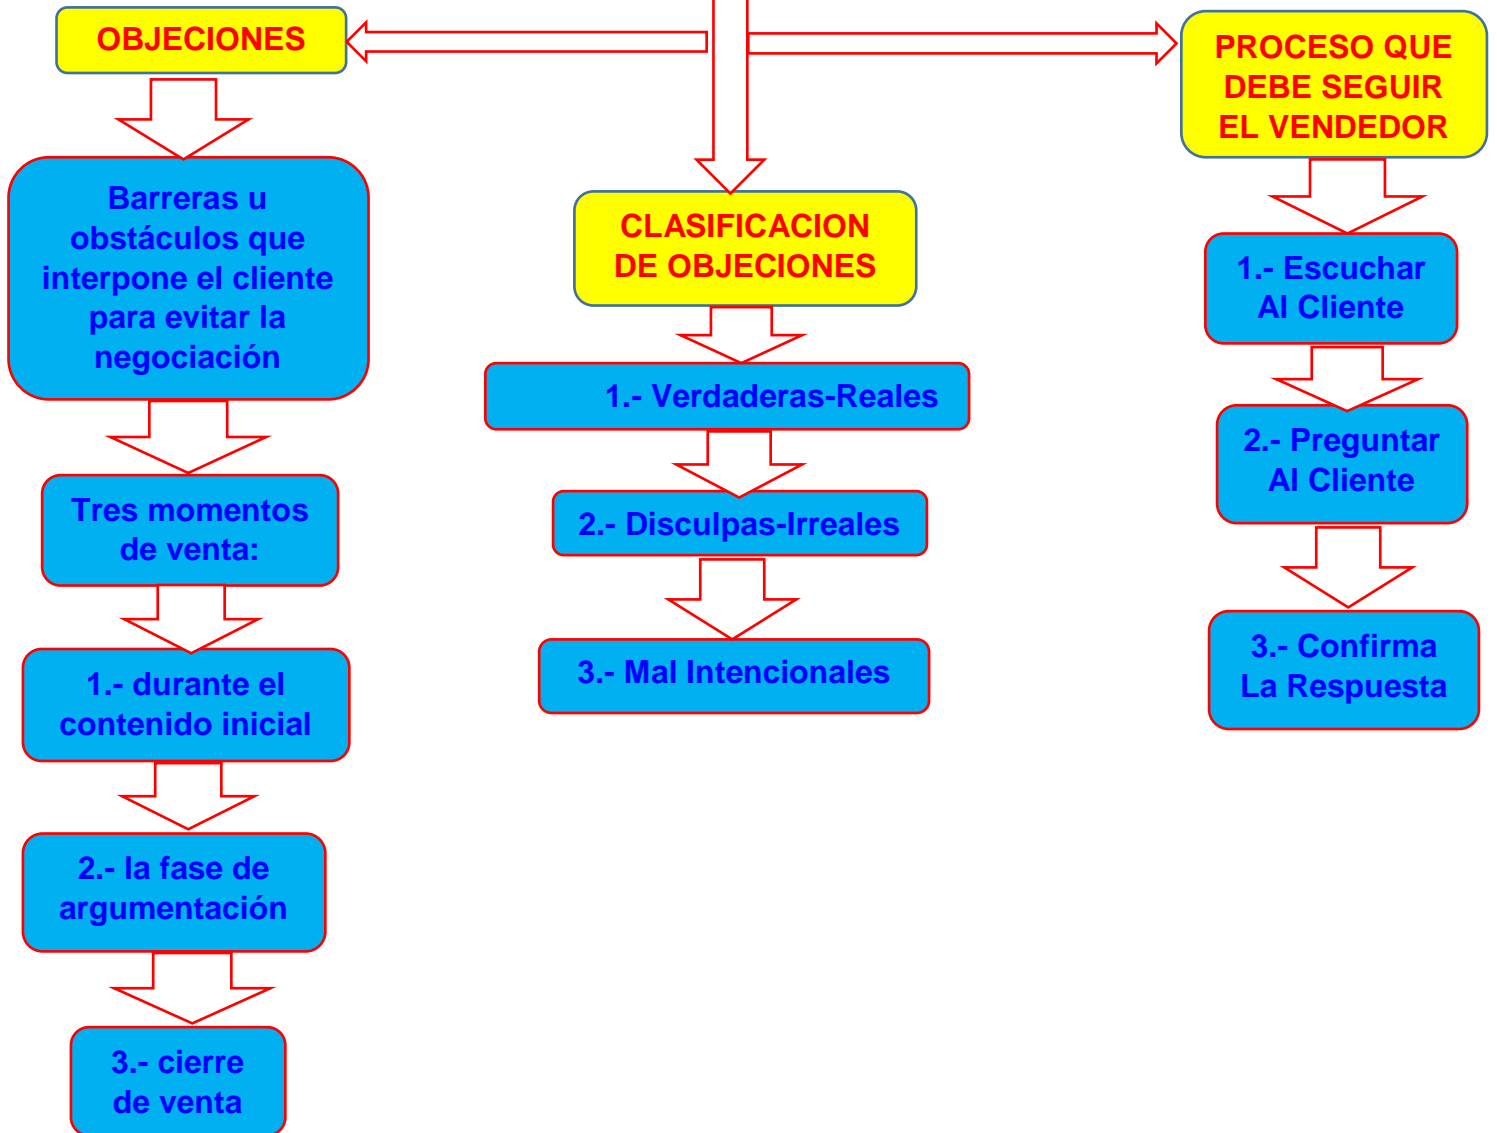 OBJECIONES
Barreras u
obstáculos que
interpone el cliente
para evitar la
negociación
Tres momentos
de venta:
1.- durante el
contenido inicial
2.- la fase de
argumentación
3.- cierre
de venta
CLASIFICACION
DE OBJECIONES
1.- Verdaderas-Reales
2.- Disculpas-Irreales
3.- Mal Intencionales
PROCESO QUE
DEBE SEGUIR
EL VENDEDOR
1.- Escuchar
Al Cliente
2.- Preguntar
Al Cliente
3.- Confirma
La Respuesta